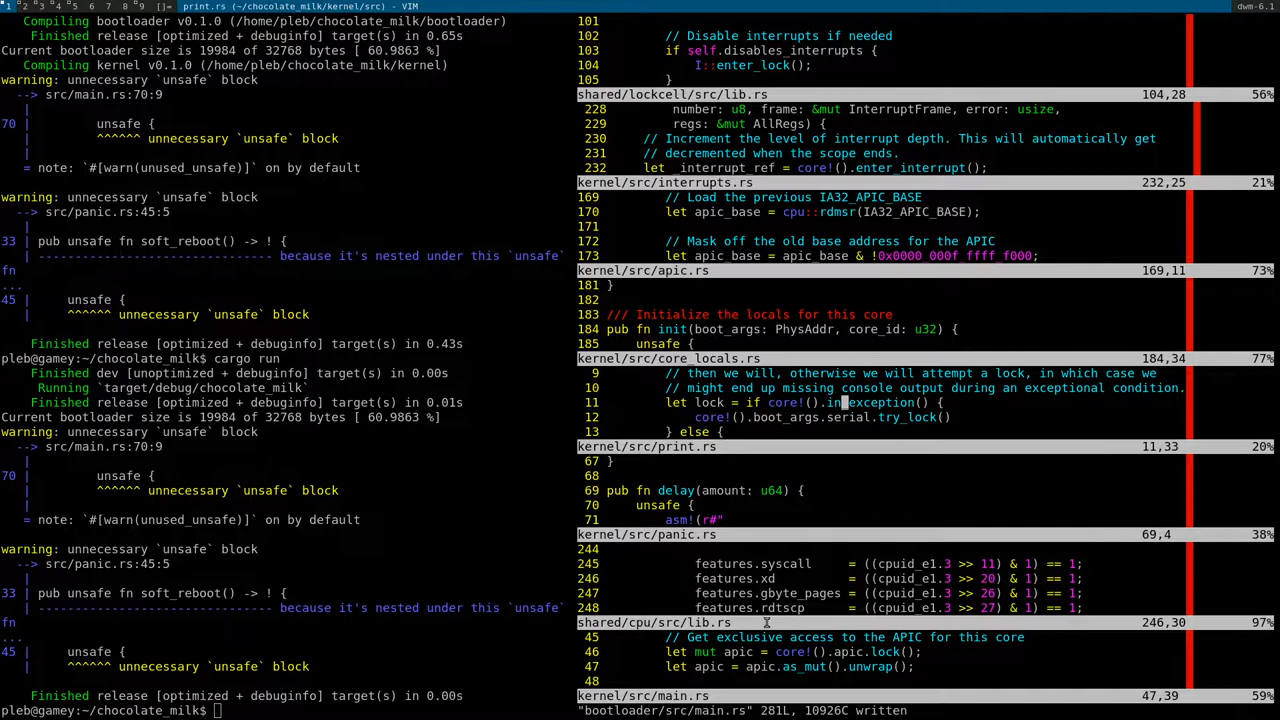 1 2 3 4 5 6 7 8 9 []= print.rs (~/chocolate_milk/kernel/src) - VIM dwm-6.1
Compiling bootloader v0.1.0 (/home/pleb/chocolate_milk/bootloader)
Finished release [optimized + debuginfo] target(s) in 0.65s
Current bootloader size is 19984 of 32768 bytes [ 60.9863 %]
Compiling kernel v0.1.0 (/home/pleb/chocolate_milk/kernel)
warning: unnecessary `unsafe` block
--> src/main.rs:70:9
|
70 | unsafe {
| ^^^^^^ unnecessary `unsafe` block
|
= note: `#[warn(unused_unsafe)]` on by default
warning: unnecessary `unsafe` block
--> src/panic.rs:45:5
|
33 | pub unsafe fn soft_reboot() -> ! {
| -------------------------------- because it's nested under this `unsafe`
fn
...
45 | unsafe {
| ^^^^^^ unnecessary `unsafe` block
Finished release [optimized + debuginfo] target(s) in 0.43s
pleb@gamey:~/chocolate_milk$ cargo run
Finished dev [unoptimized + debuginfo] target(s) in 0.00s
Running `target/debug/chocolate_milk`
Finished release [optimized + debuginfo] target(s) in 0.01s
Current bootloader size is 19984 of 32768 bytes [ 60.9863 %]
warning: unnecessary `unsafe` block
--> src/main.rs:70:9
|
70 | unsafe {
| ^^^^^^ unnecessary `unsafe` block
|
= note: `#[warn(unused_unsafe)]` on by default
warning: unnecessary `unsafe` block
--> src/panic.rs:45:5
|
33 | pub unsafe fn soft_reboot() -> ! {
| -------------------------------- because it's nested under this `unsafe`
fn
...
45 | unsafe {
| ^^^^^^ unnecessary `unsafe` block
Finished release [optimized + debuginfo] target(s) in 0.00s
pleb@gamey:~/chocolate_milk$
101
102 // Disable interrupts if needed
103 if self.disables_interrupts {
104 I::enter_lock();
105 }
shared/lockcell/src/lib.rs 104,28 56%
228 number: u8, frame: &mut InterruptFrame, error: usize,
229 regs: &mut AllRegs) {
230 // Increment the level of interrupt depth. This will automatically get
231 // decremented when the scope ends.
232 let _interrupt_ref = core!().enter_interrupt();
kernel/src/interrupts.rs 232,25 21%
169 // Load the previous IA32_APIC_BASE
170 let apic_base = cpu::rdmsr(IA32_APIC_BASE);
171
172 // Mask off the old base address for the APIC
173 let apic_base = apic_base & !0x0000_000f_ffff_f000;
kernel/src/apic.rs 169,11 73%
181 }
182
183 /// Initialize the locals for this core
184 pub fn init(boot_args: PhysAddr, core_id: u32) {
185 unsafe {
kernel/src/core_locals.rs 184,34 77%
9 // then we will, otherwise we will attempt a lock, in which case we
10 // might end up missing console output during an exceptional condition.
11 let lock = if core!().in_exception() {
12 core!().boot_args.serial.try_lock()
13 } else {
kernel/src/print.rs 11,33 20%
67 }
68
69 pub fn delay(amount: u64) {
70 unsafe {
71 asm!(r#"
kernel/src/panic.rs 69,4 38%
244
245 features.syscall = ((cpuid_e1.3 >> 11) & 1) == 1;
246 features.xd = ((cpuid_e1.3 >> 20) & 1) == 1;
247 features.gbyte_pages = ((cpuid_e1.3 >> 26) & 1) == 1;
248 features.rdtscp = ((cpuid_e1.3 >> 27) & 1) == 1;
shared/cpu/src/lib.rs 246,30 97%
45 // Get exclusive access to the APIC for this core
46 let mut apic = core!().apic.lock();
47 let apic = apic.as_mut().unwrap();
48
kernel/src/main.rs 47,39 59%
"bootloader/src/main.rs" 281L, 10926C written